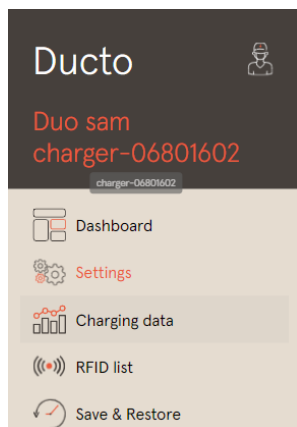 Ducto
Duo sam
charger-06801602
charger-06801602
Dashboard
Settings
Charging data
RFID list
Save & Restore